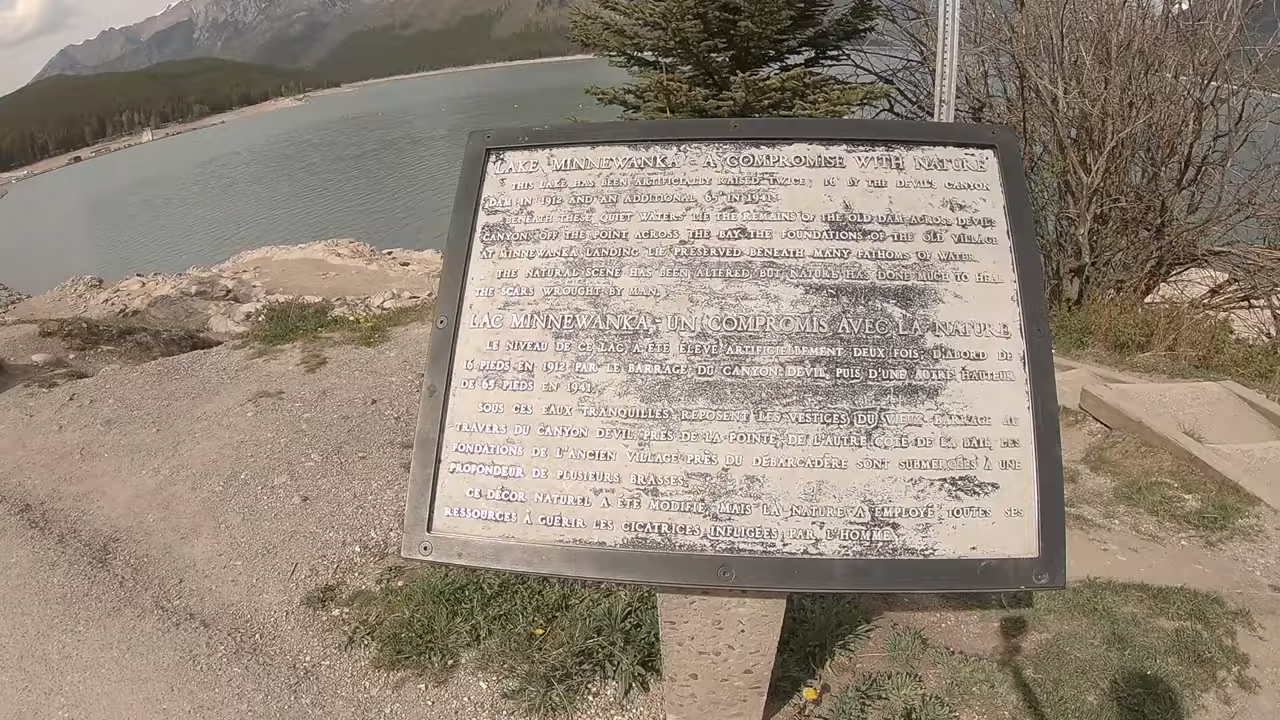 LAKE MINNEWANKA - A COMPROMISE WITH NATURE
THIS LAKE HAS BEEN ARTIFICIALLY RAISED TWICE; 16' BY THE DEVIL'S CANYON
DAM IN 1912 AND AN ADDITIONAL 65' IN 1941.
BENEATH THESE QUIET WATERS LIE THE REMAINS OF THE OLD DAM ACROSS DEVIL
CANYON. OFF THE POINT ACROSS THE BAY THE FOUNDATIONS OF THE OLD VILLAGE
AT MINNEWANKA LANDING LIE PRESERVED BENEATH MANY FATHOMS OF WATER.
THE NATURAL SCENE HAS BEEN ALTERED, BUT NATURE HAS DONE MUCH TO HEAL
THE SCARS WROUGHT BY MAN.
LAC MINNEWANKA - UN COMPROMIS AVEC LA NATURE
LE NIVEAU DE CE LAC A ÉTÉ ÉLEVÉ ARTIFICIELLEMENT DEUX FOIS; D'ABORD DE
16 PIEDS EN 1912 PAR LE BARRAGE DU CANYON DEVIL, PUIS D'UNE AUTRE HAUTEUR
DE 65 PIEDS EN 1941.
SOUS CES EAUX TRANQUILLES REPOSENT LES VESTIGES DU VIEUX BARRAGE AU
TRAVERS DU CANYON DEVIL. PRÈS DE LA POINTE, DE L'AUTRE CÔTÉ DE LA BAIE, LES
FONDATIONS DE L'ANCIEN VILLAGE PRÈS DU DÉBARCADÈRE SONT SUBMERGÉES À UNE
PROFONDEUR DE PLUSIEURS BRASSES.
CE DÉCOR NATUREL A ÉTÉ MODIFIÉ, MAIS LA NATURE A EMPLOYÉ TOUTES SES
RESSOURCES À GUÉRIR LES CICATRICES INFLIGÉES PAR L'HOMME.